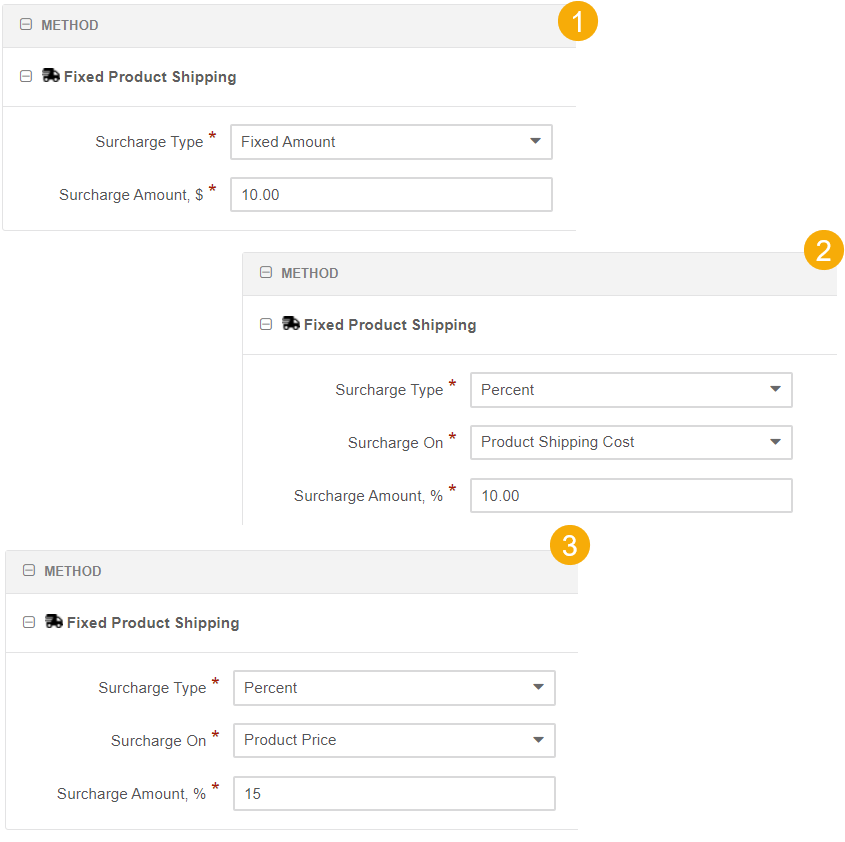 METHOD 1
Fixed Product Shipping
Surcharge Type * Fixed Amount
Surcharge Amount, $ * 10.00
2
METHOD
Fixed Product Shipping
Surcharge Type * Percent
Surcharge On * Product Shipping Cost
Surcharge Amount, % * 10.00
3
METHOD
Fixed Product Shipping
Surcharge Type * Percent
Surcharge On * Product Price
Surcharge Amount, % * 15